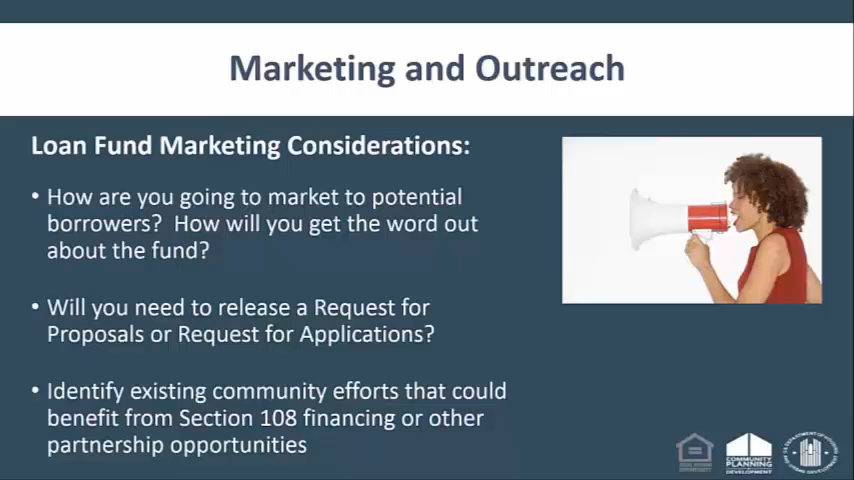 Marketing and Outreach
Loan Fund Marketing Considerations:
• How are you going to market to potential
borrowers? How will you get the word out
about the fund?
• Will you need to release a Request for
Proposals or Request for Applications?
• Identify existing community efforts that could
benefit from Section 108 financing or other
partnership opportunities
COMMUNITY
PLANNING
DEVELOPMENT